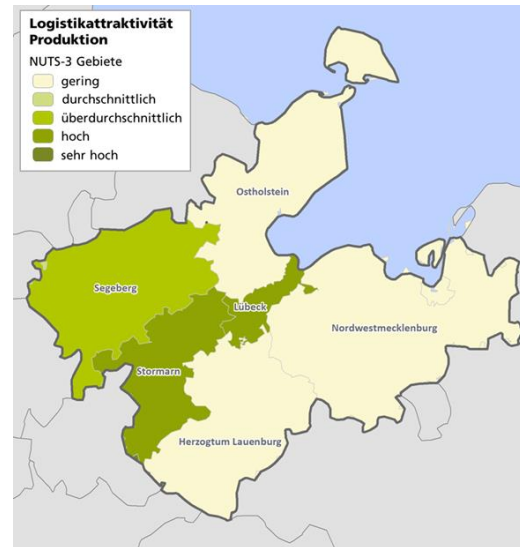 Logistikattraktivität
Produktion
NUTS-3 Gebiete
gering
durchschnittlich
überdurchschnittlich
hoch
sehr hoch
Ostholstein
Segeberg
Lübeck
Nordwestmecklenburg
Stormarn
Herzogtum Lauenburg